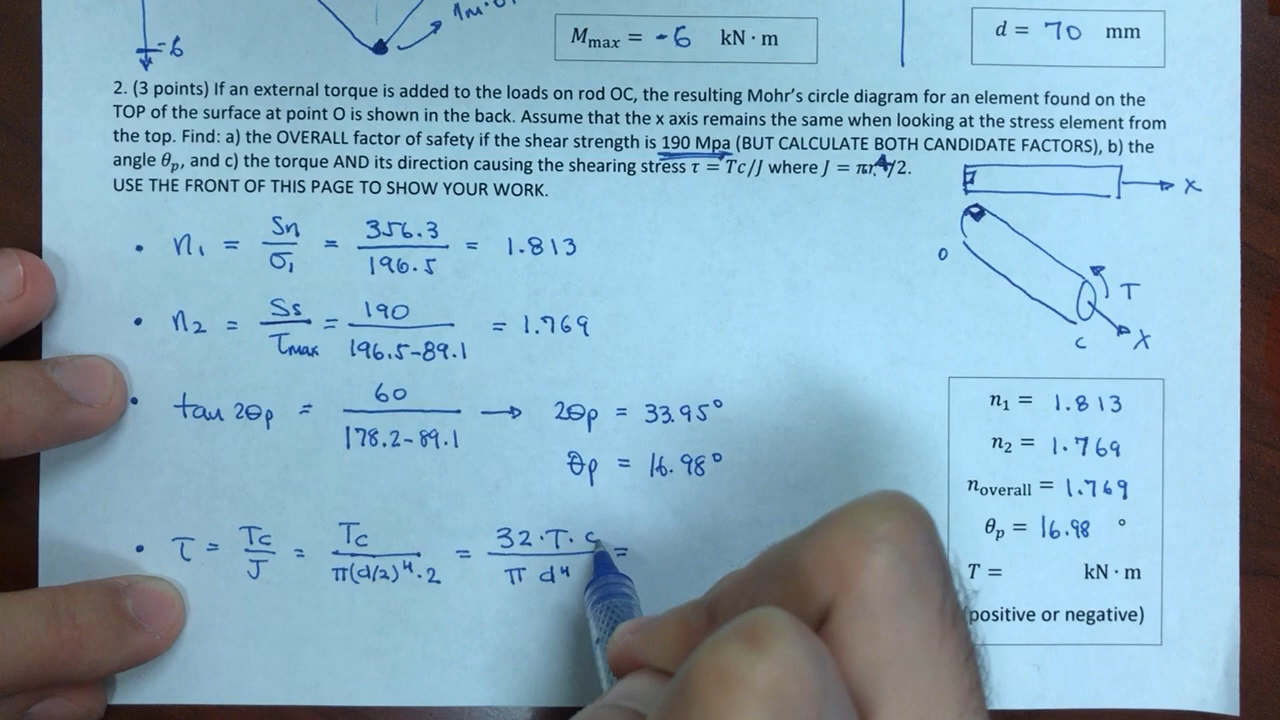 -6
M_max = -6 kN · m
d = 70 mm
2. (3 points) If an external torque is added to the loads on rod OC, the resulting Mohr's circle diagram for an element found on the
TOP of the surface at point O is shown in the back. Assume that the x axis remains the same when looking at the stress element from
the top. Find: a) the OVERALL factor of safety if the shear strength is 190 Mpa (BUT CALCULATE BOTH CANDIDATE FACTORS), b) the
angle θp, and c) the torque AND its direction causing the shearing stress τ = Tc/J where J = πr⁴/2.
USE THE FRONT OF THIS PAGE TO SHOW YOUR WORK.
X
O
T
C
X
• n₁ = Sn/σ₁ = 356.3/196.5 = 1.813
• n₂ = Ss/τmax = 190/196.5-89.1 = 1.769
• tan 2θp = 60/178.2-89.1 → 2θp = 33.95°
θp = 16.98°
• τ = Tc/J = Tc/π(d/2)⁴·2 = 32·T·c/π d⁴ =
n₁ = 1.813
n₂ = 1.769
n_overall = 1.769
θp = 16.98 °
T = kN · m
(positive or negative)